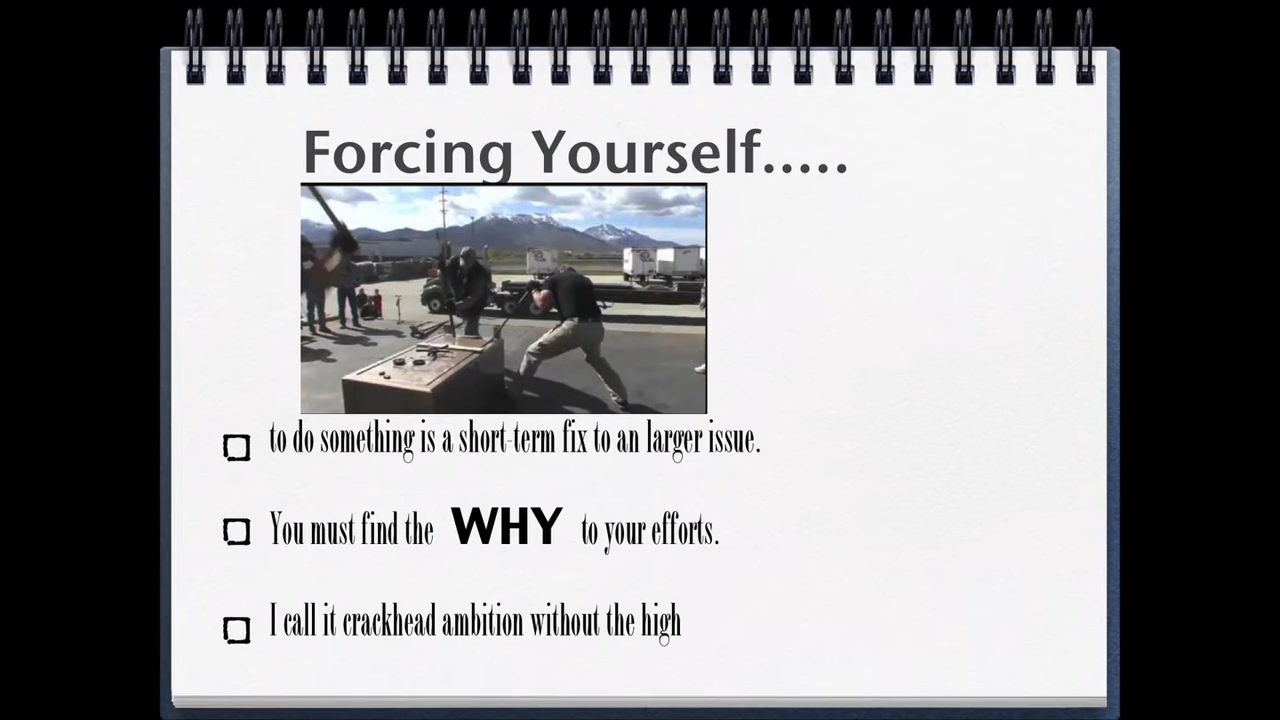 Forcing Yourself.....
to do something is a short-term fix to an larger issue.
You must find the WHY to your efforts.
I call it crackhead ambition without the high